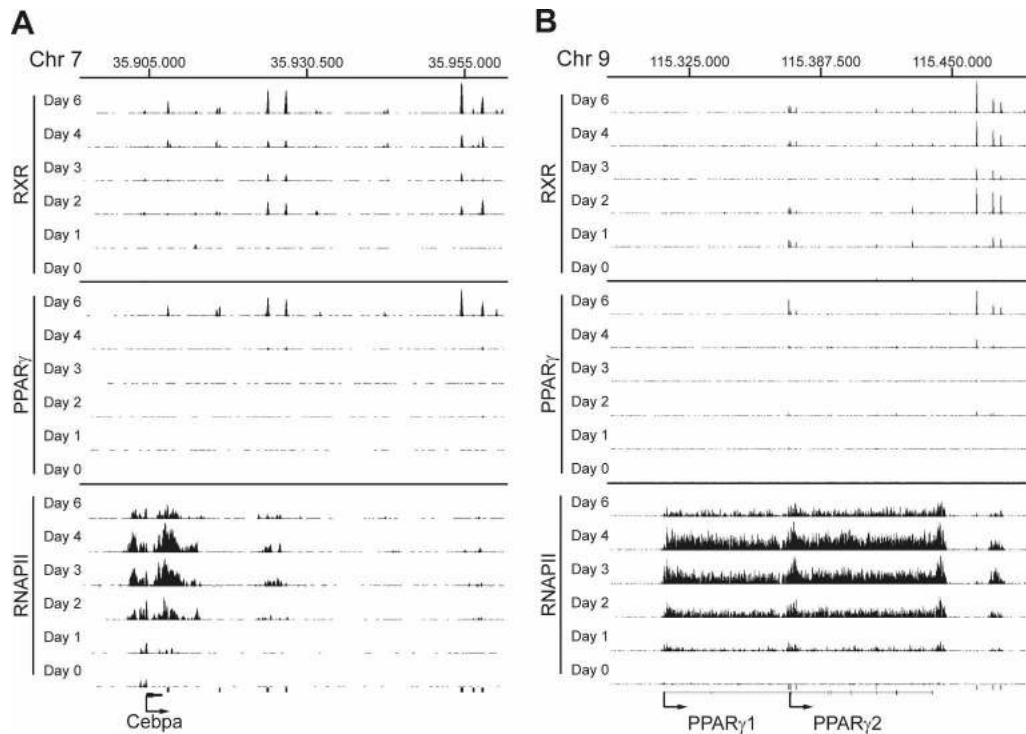 A
Chr 7
35.905.000 35.930.500 35.955.000
RXR
Day 6
Day 4
Day 3
Day 2
Day 1
Day 0
PPARγ
Day 6
Day 4
Day 3
Day 2
Day 1
Day 0
RNAPII
Day 6
Day 4
Day 3
Day 2
Day 1
Day 0
Cebpa
B
Chr 9
115.325.000 115.387.500 115.450.000
RXR
Day 6
Day 4
Day 3
Day 2
Day 1
Day 0
PPARγ
Day 6
Day 4
Day 3
Day 2
Day 1
Day 0
RNAPII
Day 6
Day 4
Day 3
Day 2
Day 1
Day 0
PPARγ1 PPARγ2